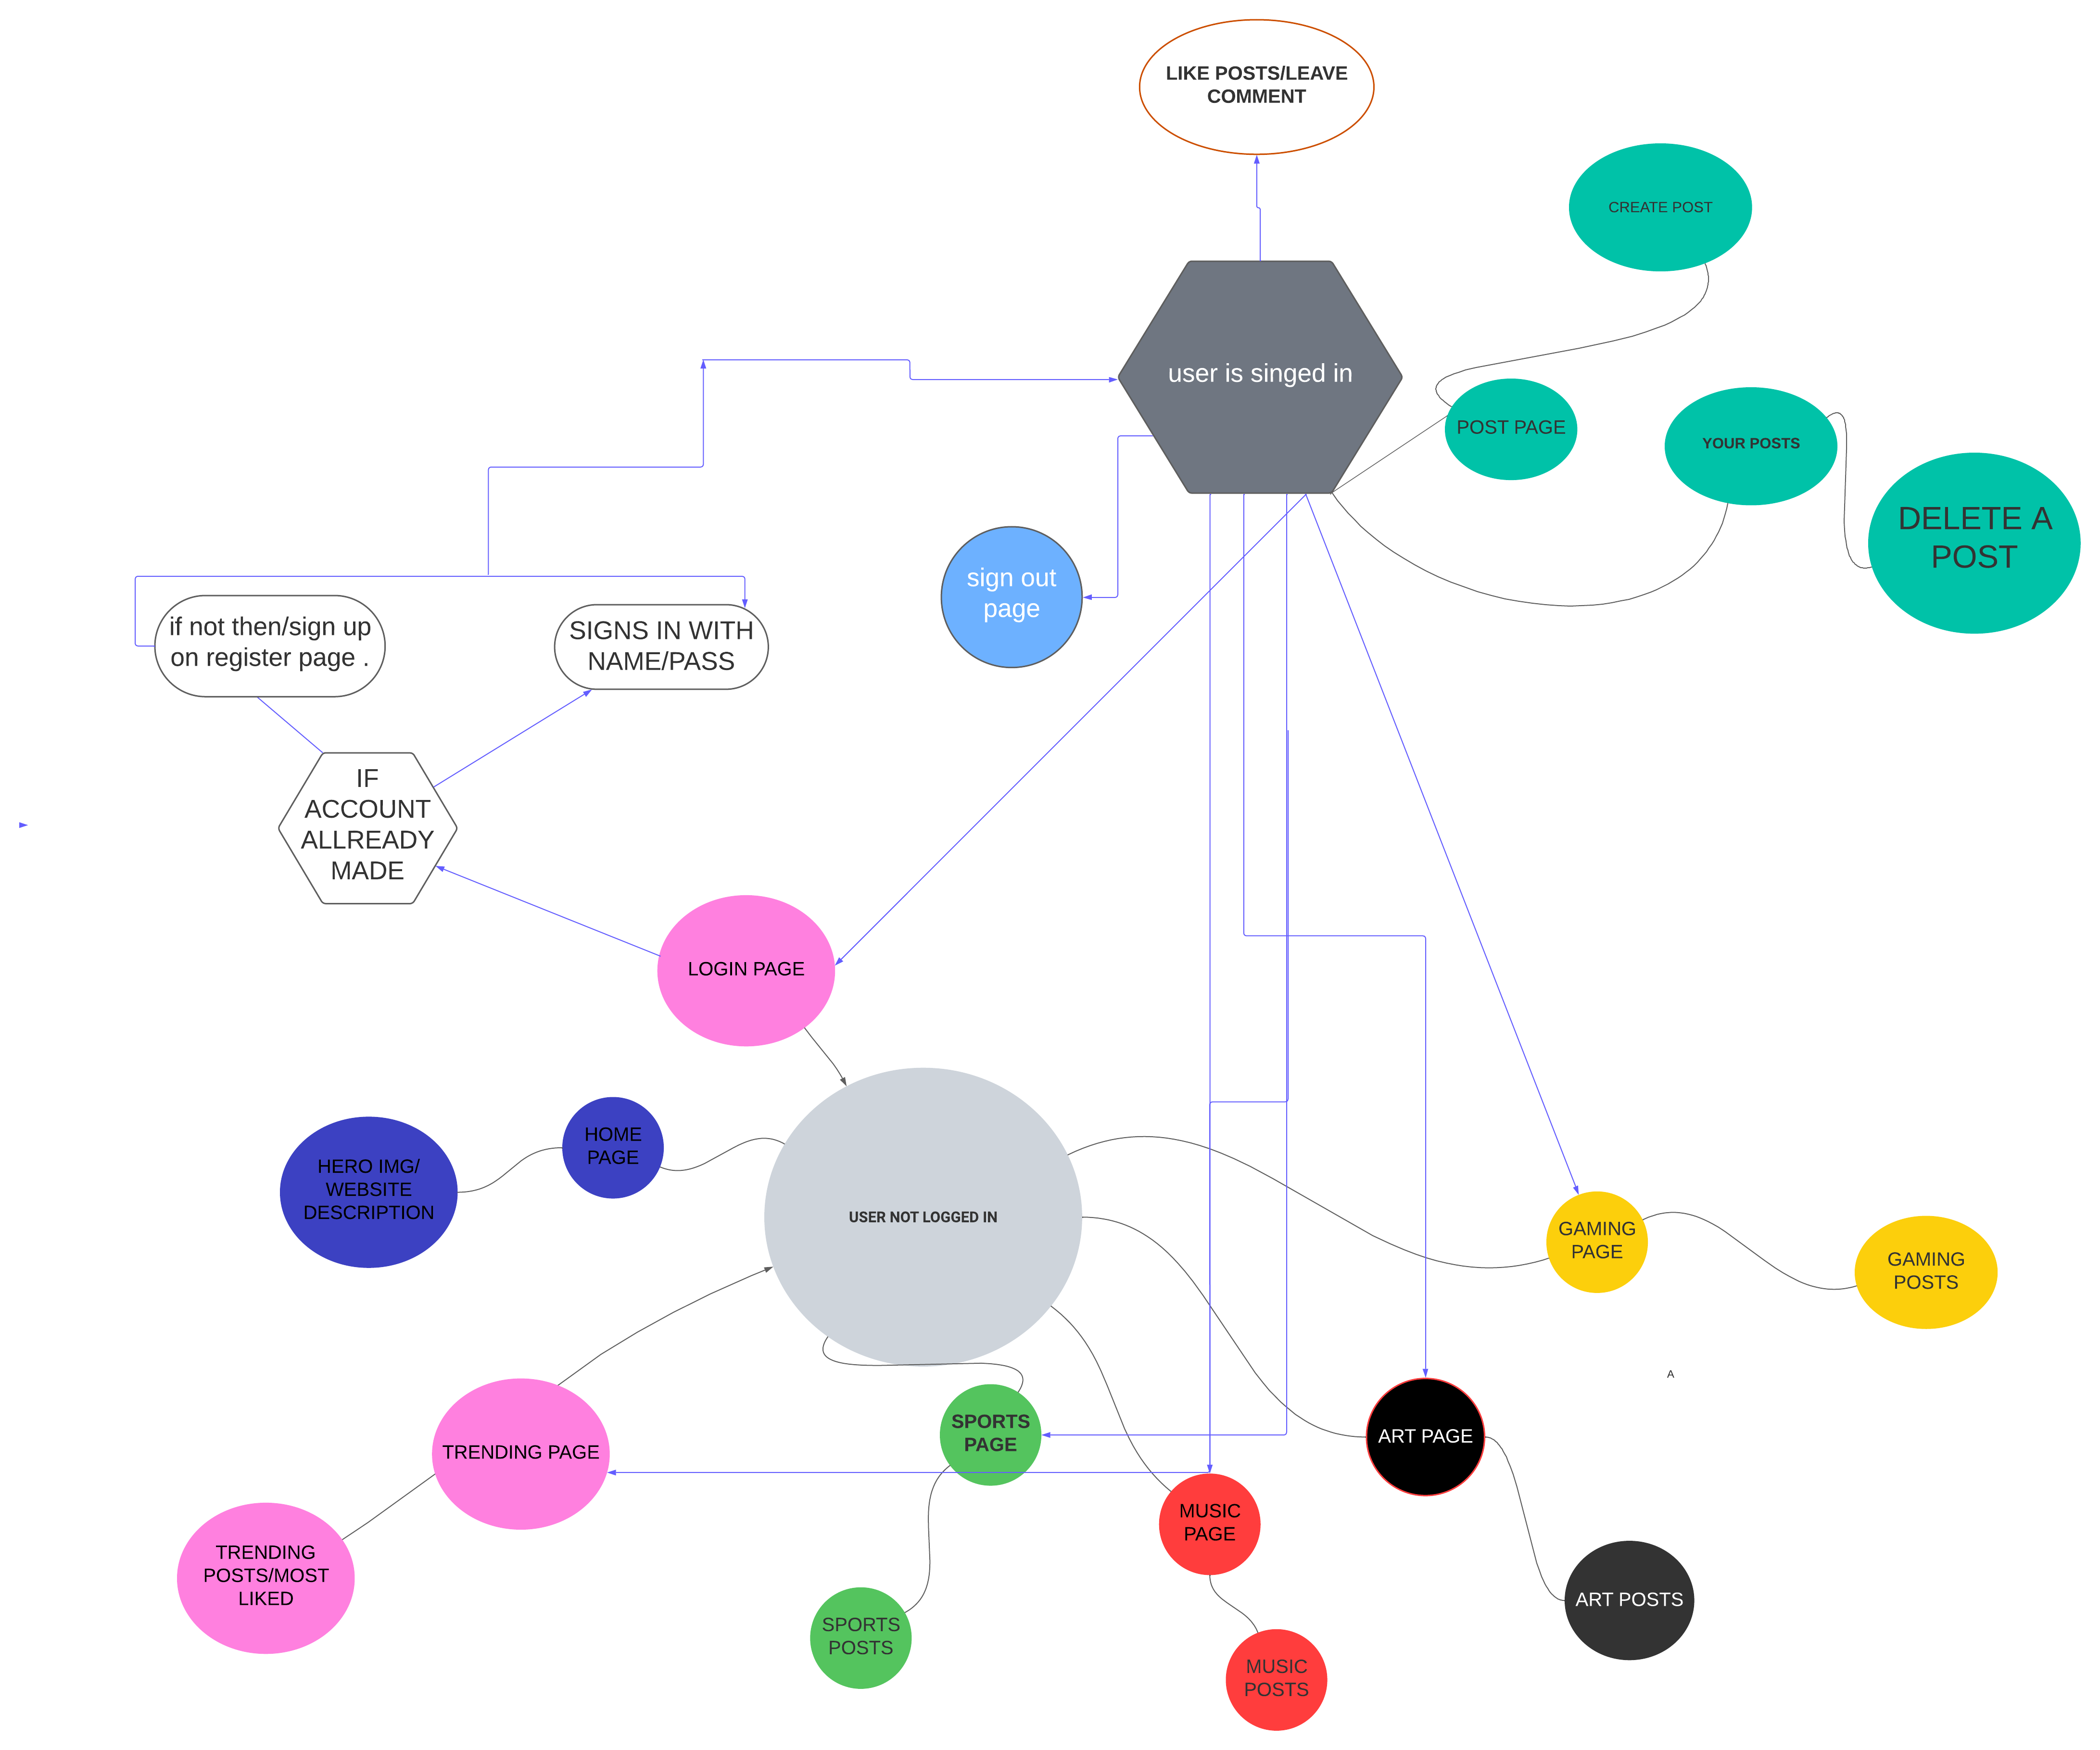 LIKE POSTS/LEAVE
COMMENT
CREATE POST
user is singed in
POST PAGE
YOUR POSTS
DELETE A
POST
sign out
page
if not then/sign up
on register page .
SIGNS IN WITH
NAME/PASS
IF
ACCOUNT
ALLREADY
MADE
LOGIN PAGE
HOME
PAGE
HERO IMG/
WEBSITE
DESCRIPTION
USER NOT LOGGED IN
GAMING
PAGE
GAMING
POSTS
A
TRENDING PAGE
SPORTS
PAGE
ART PAGE
MUSIC
PAGE
TRENDING
POSTS/MOST
LIKED
ART POSTS
SPORTS
POSTS
MUSIC
POSTS